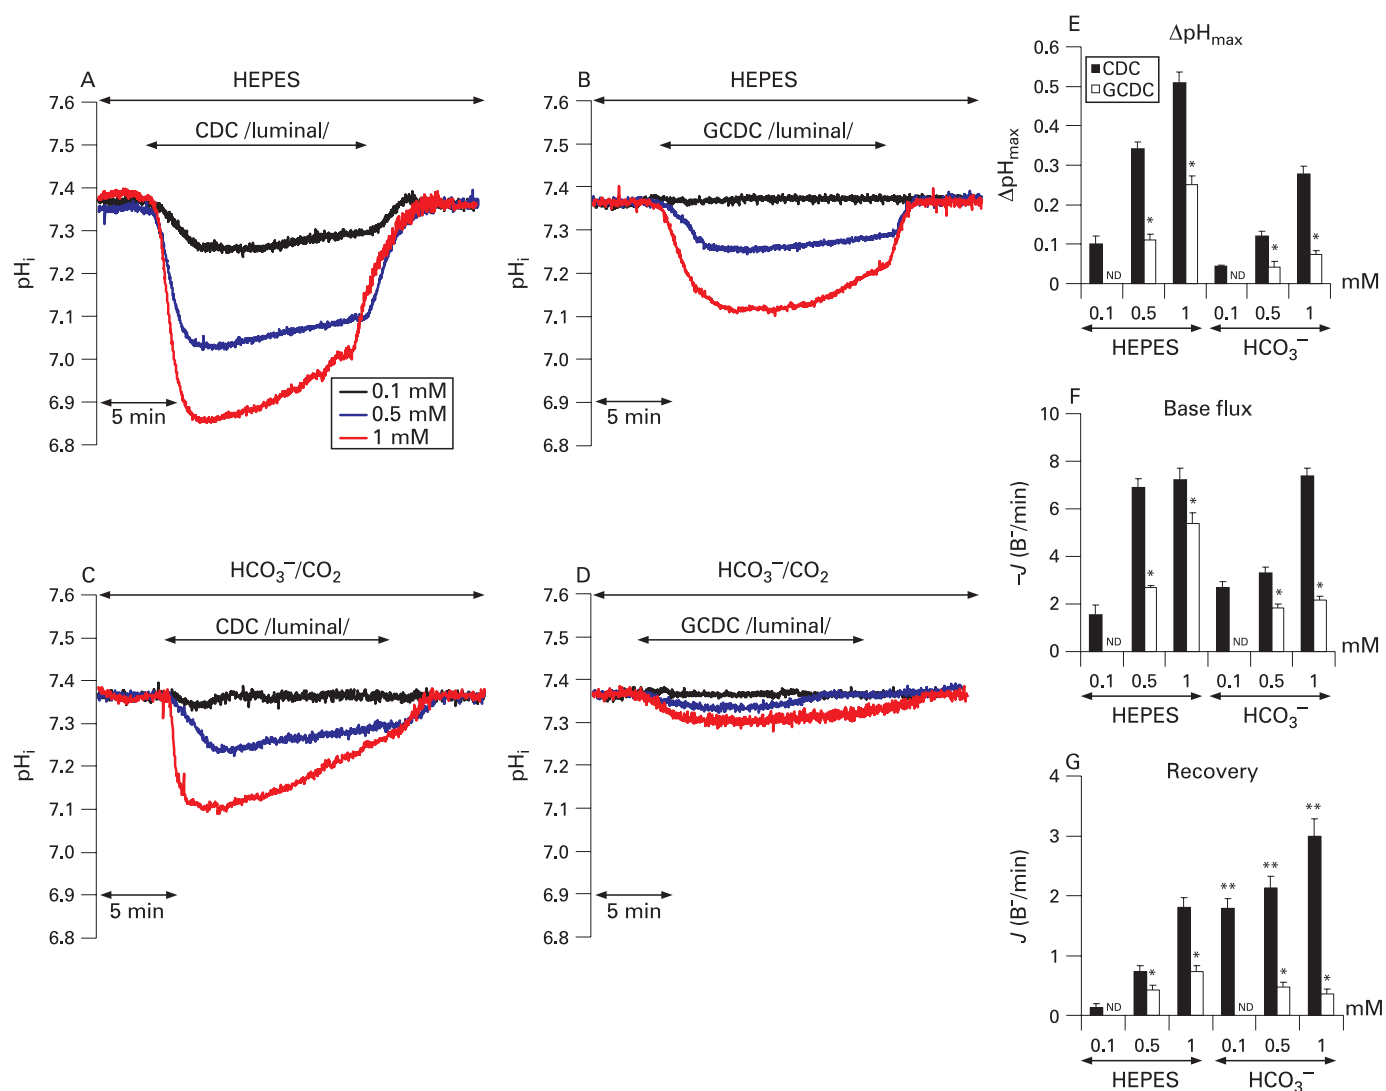 A
HEPES
CDC /luminal/
7.6
7.5
7.4
7.3
7.2
7.1
7.0
6.9
6.8
pHi
5 min
0.1 mM
0.5 mM
1 mM
B
HEPES
GCDC /luminal/
7.6
7.5
7.4
7.3
7.2
7.1
7.0
6.9
6.8
pHi
5 min
C
HCO3−/CO2
CDC /luminal/
7.6
7.5
7.4
7.3
7.2
7.1
7.0
6.9
6.8
pHi
5 min
D
HCO3−/CO2
GCDC /luminal/
7.6
7.5
7.4
7.3
7.2
7.1
7.0
6.9
6.8
pHi
5 min
E
ΔpHmax
CDC
GCDC
0.6
0.5
0.4
0.3
0.2
0.1
0
ΔpHmax
ND * * ND * *
0.1 0.5 1 0.1 0.5 1 mM
HEPES HCO3−
F
Base flux
10
8
6
4
2
0
−J (B−/min)
ND * * ND * *
0.1 0.5 1 0.1 0.5 1 mM
HEPES HCO3−
G
Recovery
4
3
2
1
0
J (B−/min)
ND * * ** ND ** * ** *
0.1 0.5 1 0.1 0.5 1 mM
HEPES HCO3−